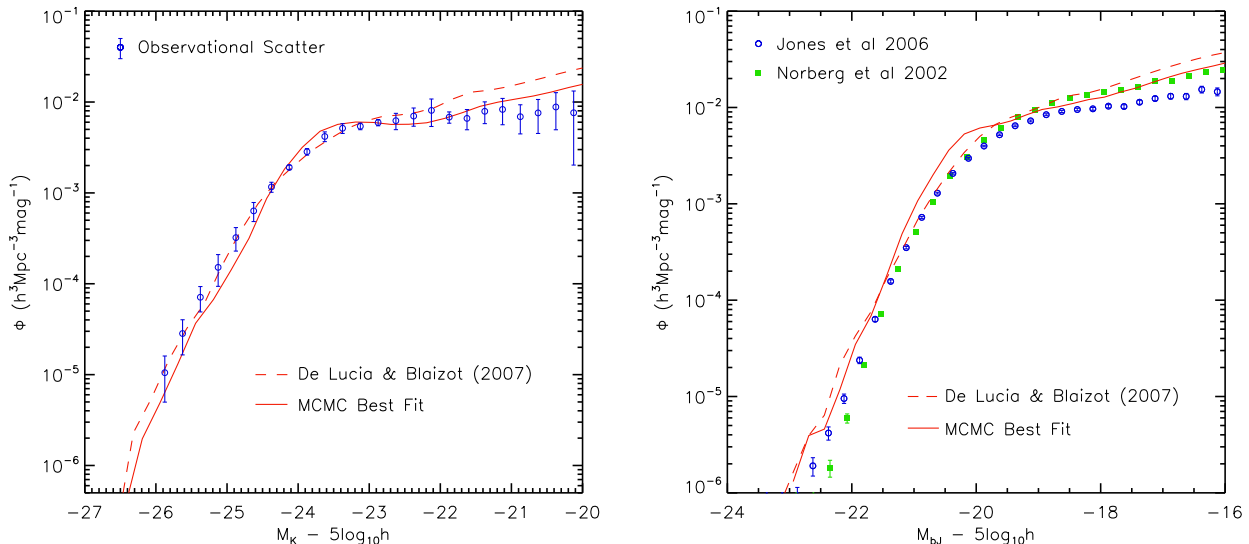 10⁻¹
10⁻²
10⁻³
10⁻⁴
10⁻⁵
10⁻⁶
Φ (h³Mpc⁻³mag⁻¹)
Observational Scatter
De Lucia & Blaizot (2007)
MCMC Best Fit
−27 −26 −25 −24 −23 −22 −21 −20
M_K − 5log₁₀h
10⁻¹
10⁻²
10⁻³
10⁻⁴
10⁻⁵
10⁻⁶
Φ (h³Mpc⁻³mag⁻¹)
Jones et al 2006
Norberg et al 2002
De Lucia & Blaizot (2007)
MCMC Best Fit
−24 −22 −20 −18 −16
M_bJ − 5log₁₀h